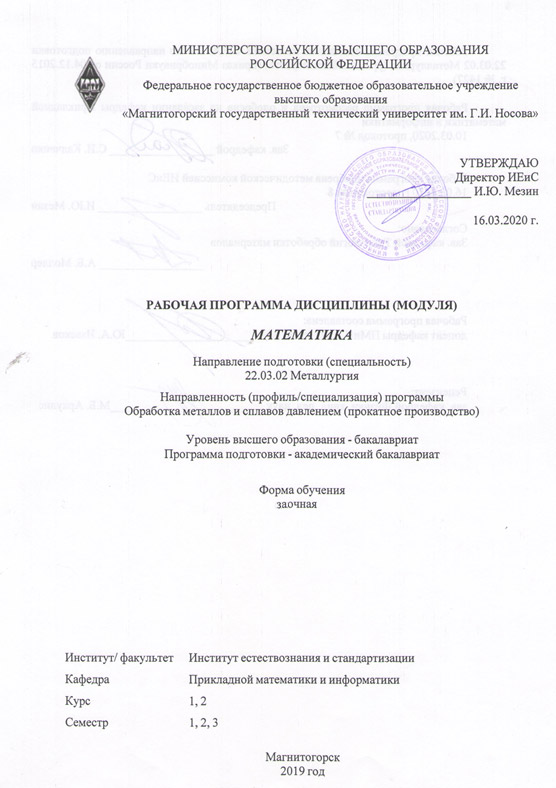 МИНИСТЕРСТВО НАУКИ И ВЫСШЕГО ОБРАЗОВАНИЯ
РОССИЙСКОЙ ФЕДЕРАЦИИ
Федеральное государственное бюджетное образовательное учреждение
высшего образования
«Магнитогорский государственный технический университет им. Г.И. Носова»
УТВЕРЖДАЮ
Директор ИЕиС
И.Ю. Мезин
16.03.2020 г.
РАБОЧАЯ ПРОГРАММА ДИСЦИПЛИНЫ (МОДУЛЯ)
МАТЕМАТИКА
Направление подготовки (специальность)
22.03.02 Металлургия
Направленность (профиль/специализация) программы
Обработка металлов и сплавов давлением (прокатное производство)
Уровень высшего образования - бакалавриат
Программа подготовки - академический бакалавриат
Форма обучения
заочная
Институт/ факультет Институт естествознания и стандартизации
Кафедра Прикладной математики и информатики
Курс 1, 2
Семестр 1, 2, 3
Магнитогорск
2019 год